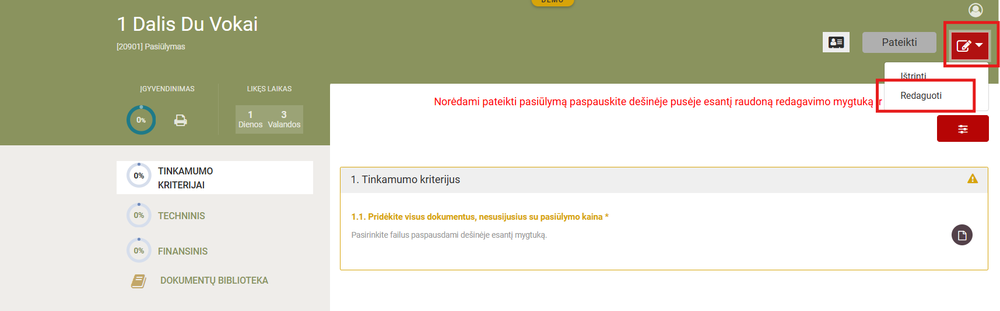 DEMO
1 Dalis Du Vokai
[20901] Pasiūlymas
Pateikti
Ištrinti
Redaguoti
ĮGYVENDINIMAS
LIKĘS LAIKAS
0%
1 3
Dienos Valandos
Norėdami pateikti pasiūlymą paspauskite dešinėje pusėje esantį raudoną redagavimo mygtuką ir
0% TINKAMUMO
KRITERIJAI
0% TECHNINIS
0% FINANSINIS
DOKUMENTŲ BIBLIOTEKA
1. Tinkamumo kriterijus
1.1. Pridėkite visus dokumentus, nesusijusius su pasiūlymo kaina *
Pasirinkite failus paspausdami dešinėje esantį mygtuką.